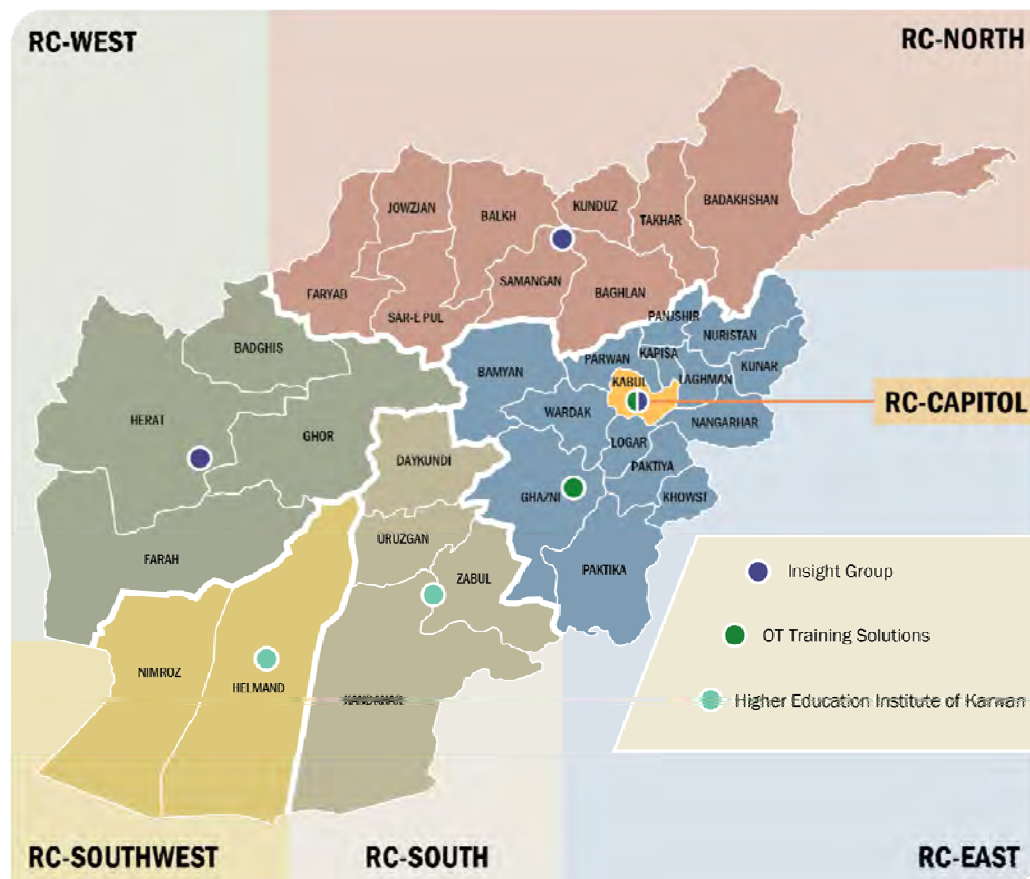 RC-WEST
RC-NORTH
BADAKHSHAN
JOWZJAN
KUNDUZ
BALKH
TAKHAR
SAMANGAN
FARYAB
BAGHLAN
SAR-E PUL
PANJSHIR
NURISTAN
BADGHIS
PARWAN
KAPISA
KUNAR
BAMYAN
KABUL
LAGHMAN
RC-CAPITOL
WARDAK
HERAT
NANGARHAR
GHOR
LOGAR
DAYKUNDI
PAKTIYA
GHAZNI
KHOWST
URUZGAN
FARAH
PAKTIKA
Insight Group
ZABUL
OT Training Solutions
NIMROZ
HELMAND
KANDAHAR
Higher Education Institute of Karwan
RC-SOUTHWEST
RC-SOUTH
RC-EAST